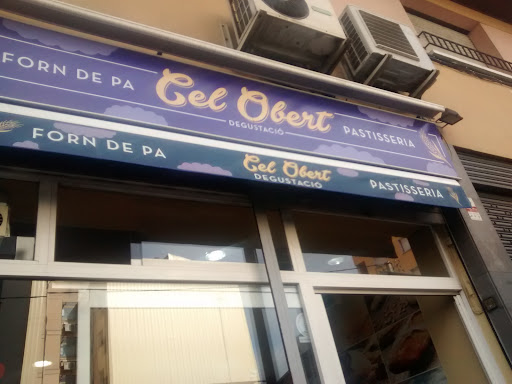 FORN DE PA Cel Obert PASTISSERIA
DEGUSTACIÓ
FORN DE PA Cel Obert PASTISSERIA
DEGUSTACIÓ